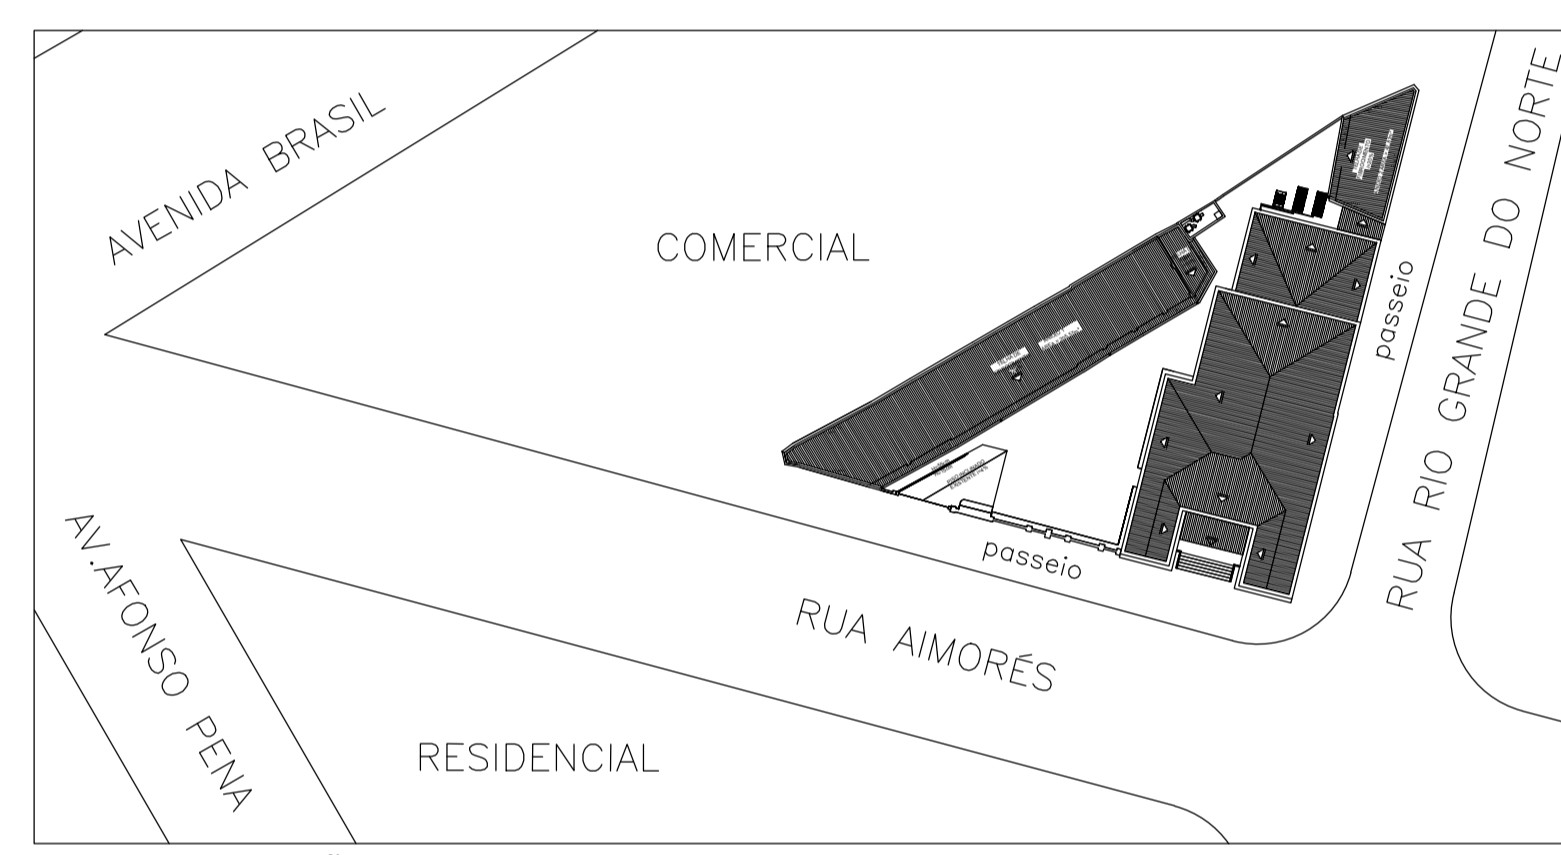 AVENIDA BRASIL
COMERCIAL
RUA RIO GRANDE DO NORTE
passeio
passeio
RUA AIMORÉS
AV.AFONSO PENA
RESIDENCIAL